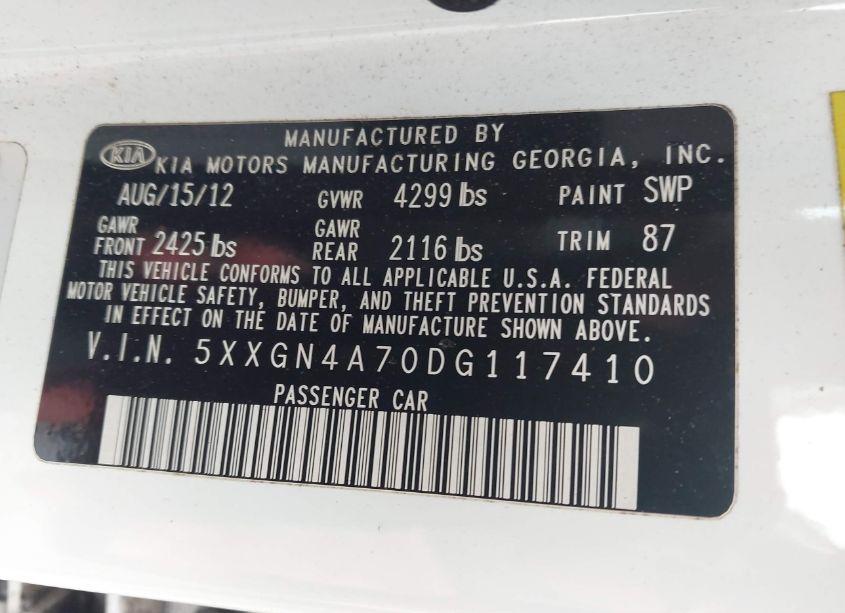 MANUFACTURED BY
KIA KIA MOTORS MANUFACTURING GEORGIA, INC.
AUG/15/12 GVWR 4299 lbs PAINT SWP
GAWR FRONT 2425 lbs GAWR REAR 2116 lbs TRIM 87
THIS VEHICLE CONFORMS TO ALL APPLICABLE U.S.A. FEDERAL
MOTOR VEHICLE SAFETY, BUMPER, AND THEFT PREVENTION STANDARDS
IN EFFECT ON THE DATE OF MANUFACTURE SHOWN ABOVE.
V.I.N. 5XXGN4A70DG117410
PASSENGER CAR